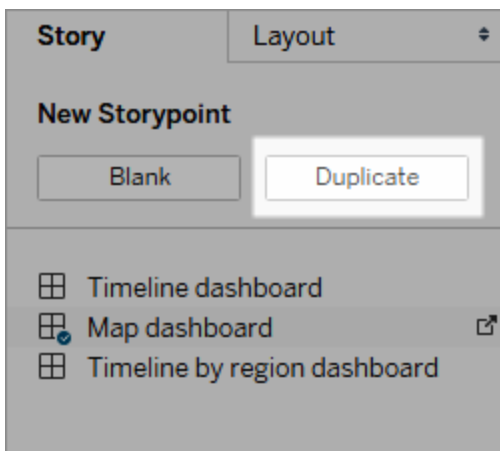 Story Layout
New Storypoint
Blank Duplicate
Timeline dashboard
Map dashboard
Timeline by region dashboard